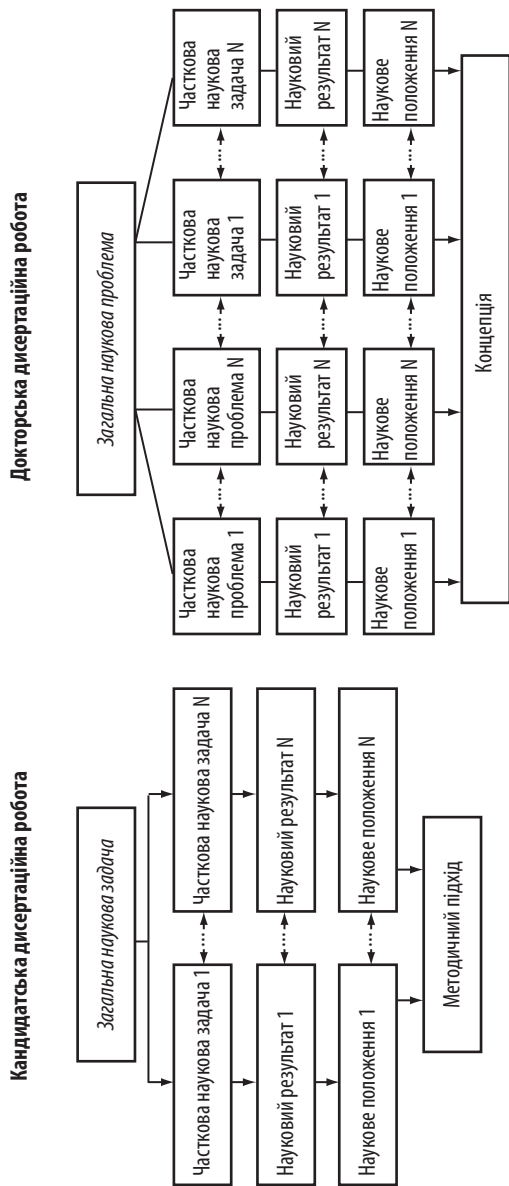 Кандидатська дисертаційна робота
Загальна наукова задача
Часткова наукова задача 1
Часткова наукова задача N
Науковий результат 1
Науковий результат N
Наукове положення 1
Наукове положення N
Методичний підхід
Докторська дисертаційна робота
Загальна наукова проблема
Часткова
наукова
проблема 1
Часткова
наукова
проблема N
Часткова
наукова
задача 1
Часткова
наукова
задача N
Науковий
результат 1
Науковий
результат N
Науковий
результат 1
Науковий
результат N
Наукове
положення 1
Наукове
положення N
Наукове
положення 1
Наукове
положення N
Концепція